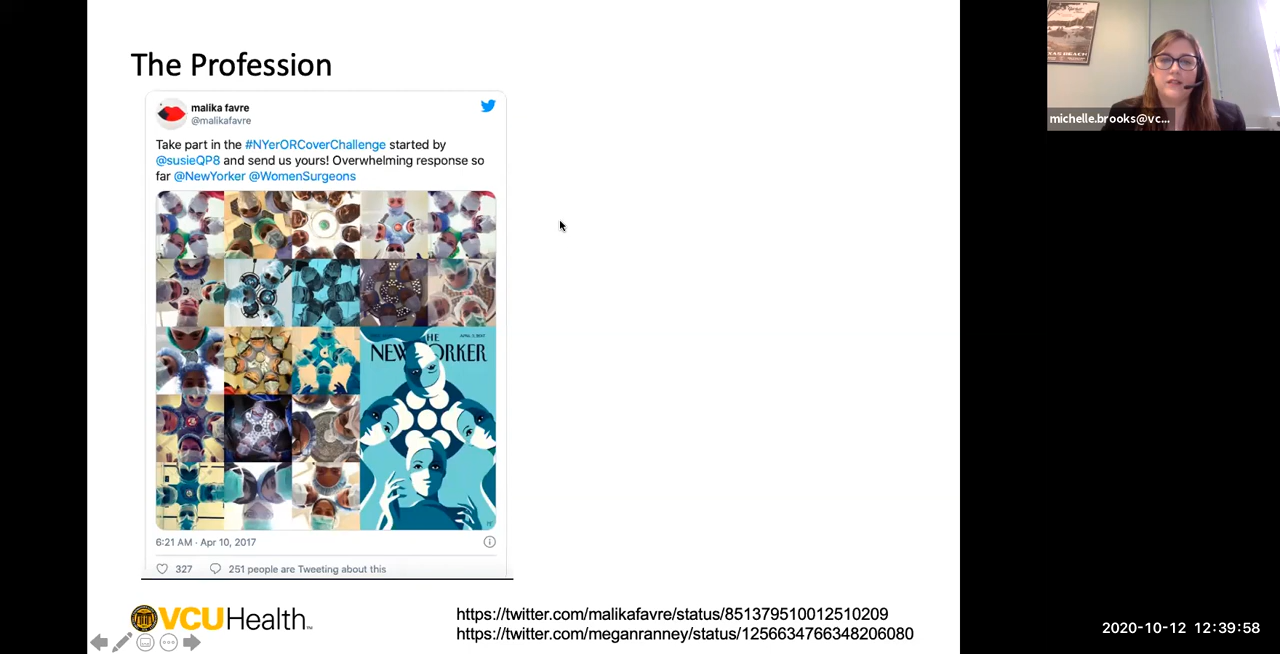 The Profession
malika favre
@malikafavre
Take part in the #NYerORCoverChallenge started by
@susieQP8 and send us yours! Overwhelming response so
far @NewYorker @WomenSurgeons
THE
NEW YORKER
6:21 AM · Apr 10, 2017
327
251 people are Tweeting about this
VCUHealth
https://twitter.com/malikafavre/status/851379510012510209
https://twitter.com/meganranney/status/1256634766348206080
michelle.brooks@vc...
2020-10-12 12:39:58